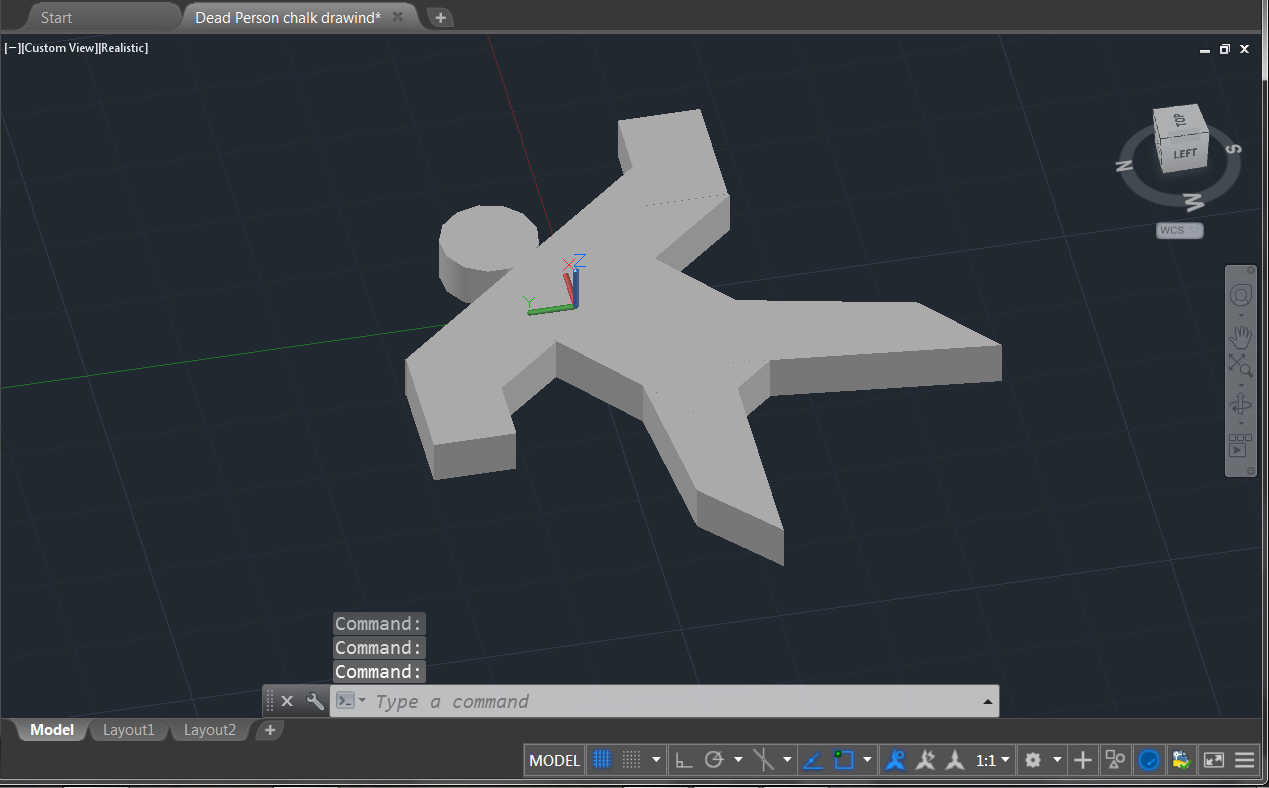 Start
Dead Person chalk drawind*
[−][Custom View][Realistic]
TOP
LEFT
N
S
W
WCS
X
Z
Y
Command:
Command:
Command:
Type a command
Model
Layout1
Layout2
MODEL
1:1